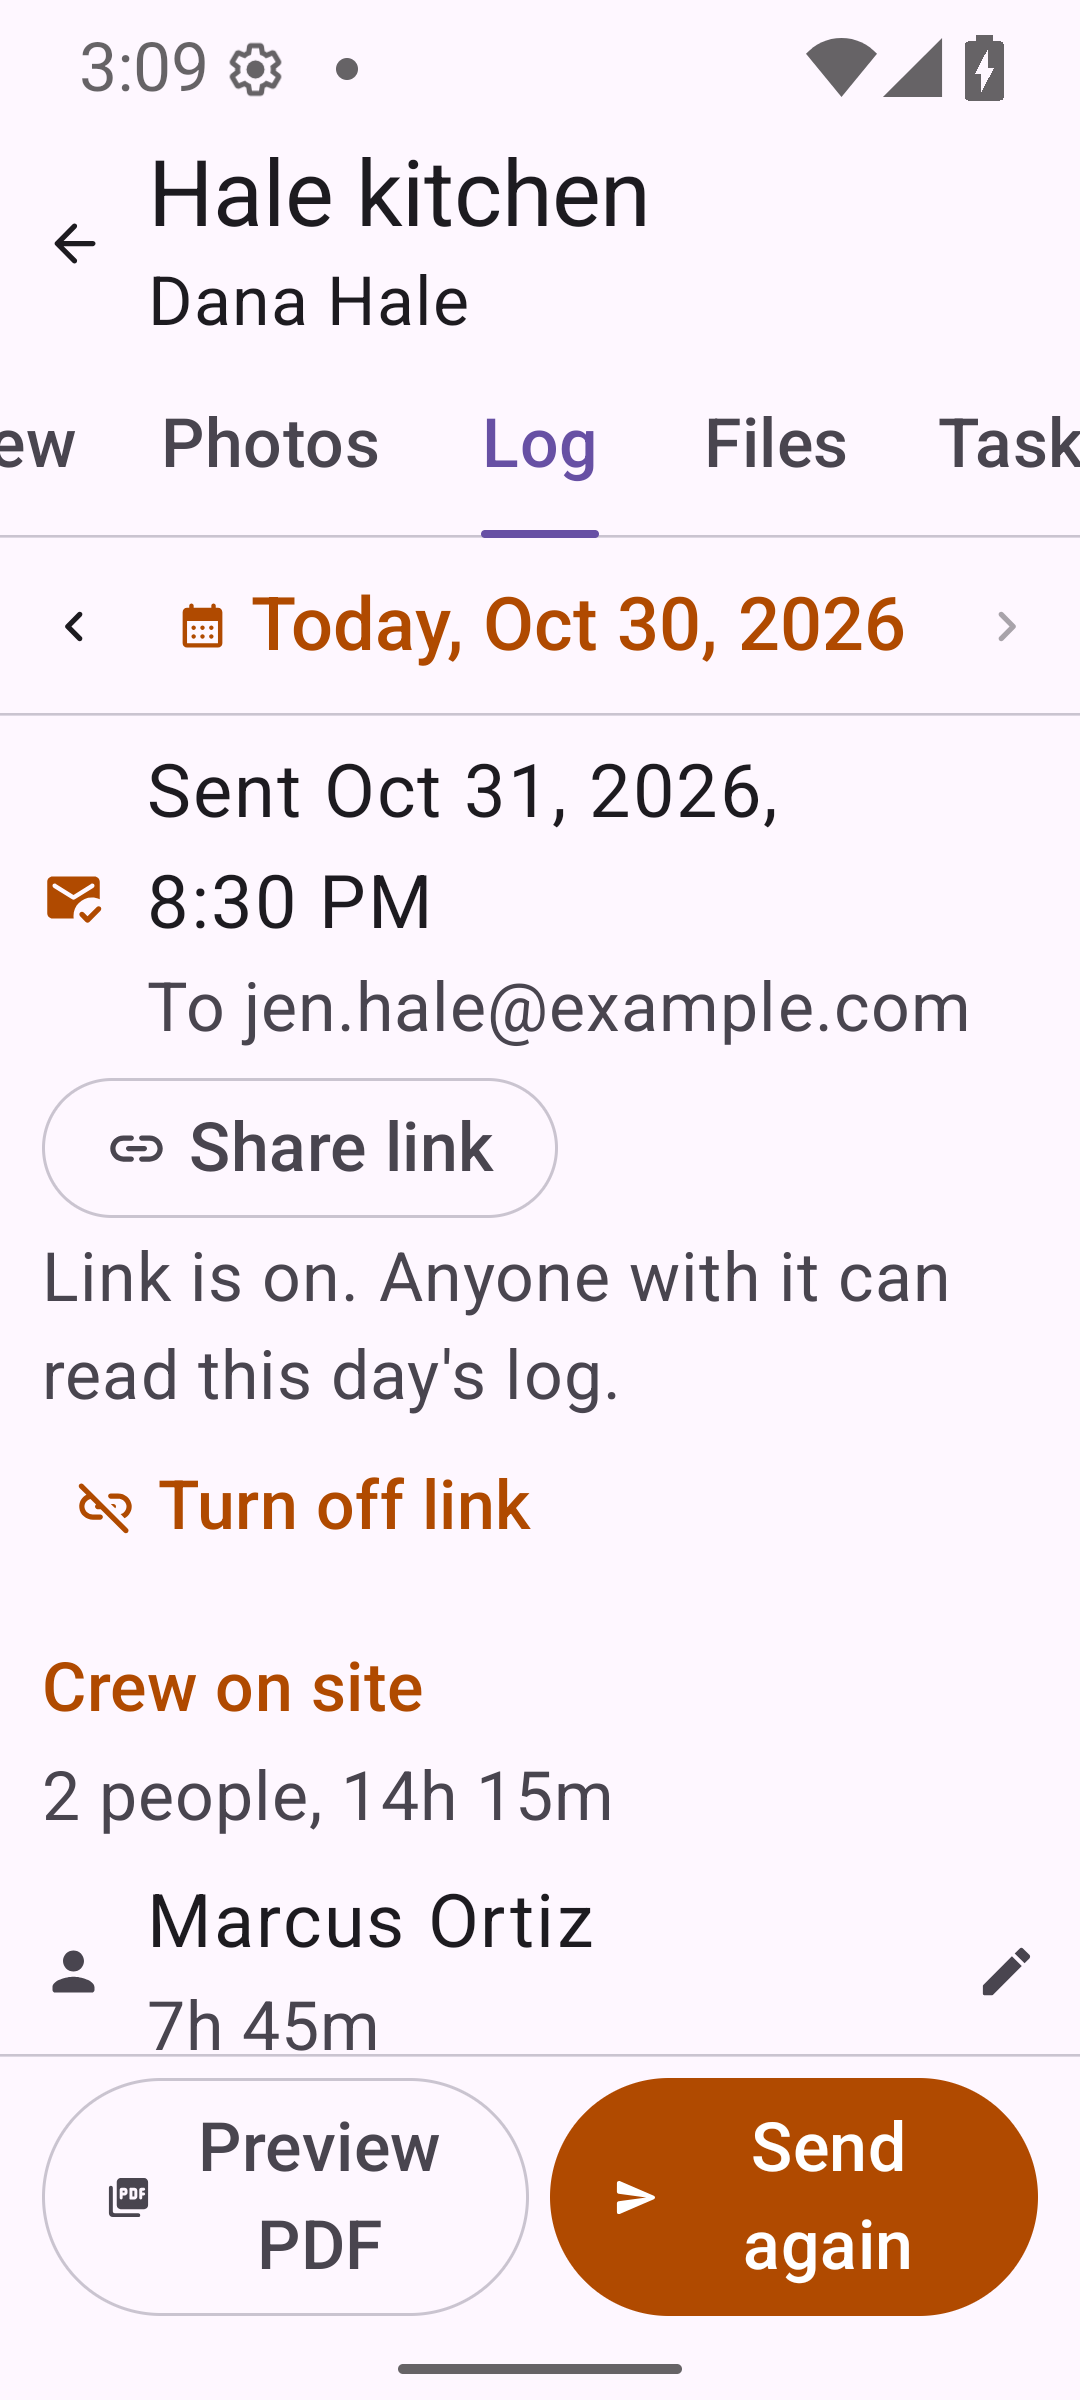 3:09
Hale kitchen
Dana Hale
ew Photos Log Files Task
Today, Oct 30, 2026
Sent Oct 31, 2026,
8:30 PM
To jen.hale@example.com
Share link
Link is on. Anyone with it can
read this day's log.
Turn off link
Crew on site
2 people, 14h 15m
Marcus Ortiz
7h 45m
Preview
PDF
PDF
Send
again